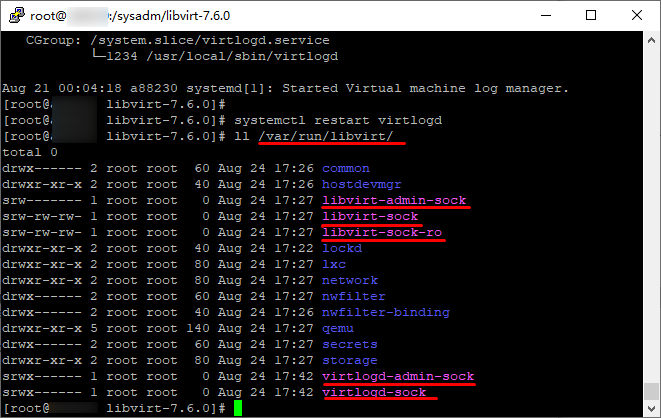 root@ :/sysadm/libvirt-7.6.0
CGroup: /system.slice/virtlogd.service
└─1234 /usr/local/sbin/virtlogd
Aug 21 00:04:18 a88230 systemd[1]: Started Virtual machine log manager.
[root@ libvirt-7.6.0]#
[root@ libvirt-7.6.0]# systemctl restart virtlogd
[root@ libvirt-7.6.0]# ll /var/run/libvirt/
total 0
drwx------ 2 root root 60 Aug 24 17:26 common
drwxr-xr-x 2 root root 40 Aug 24 17:26 hostdevmgr
srw------- 1 root root 0 Aug 24 17:27 libvirt-admin-sock
srw-rw-rw- 1 root root 0 Aug 24 17:27 libvirt-sock
srw-rw-rw- 1 root root 0 Aug 24 17:27 libvirt-sock-ro
drwxr-xr-x 2 root root 40 Aug 24 17:22 lockd
drwxr-xr-x 2 root root 80 Aug 24 17:27 lxc
drwxr-xr-x 2 root root 80 Aug 24 17:27 network
drwx------ 2 root root 60 Aug 24 17:26 nwfilter
drwx------ 2 root root 40 Aug 24 17:26 nwfilter-binding
drwxr-xr-x 5 root root 140 Aug 24 17:27 qemu
drwx------ 2 root root 60 Aug 24 17:27 secrets
drwxr-xr-x 2 root root 80 Aug 24 17:27 storage
srwx------ 1 root root 0 Aug 24 17:42 virtlogd-admin-sock
srwx------ 1 root root 0 Aug 24 17:42 virtlogd-sock
[root@ libvirt-7.6.0]#